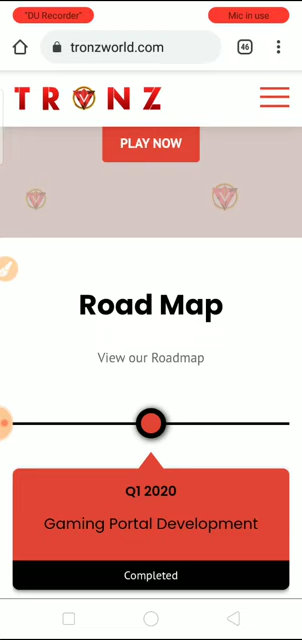 "DU Recorder"
Mic in use
tronzworld.com
46
TRONZ
PLAY NOW
Road Map
View our Roadmap
Q1 2020
Gaming Portal Development
Completed